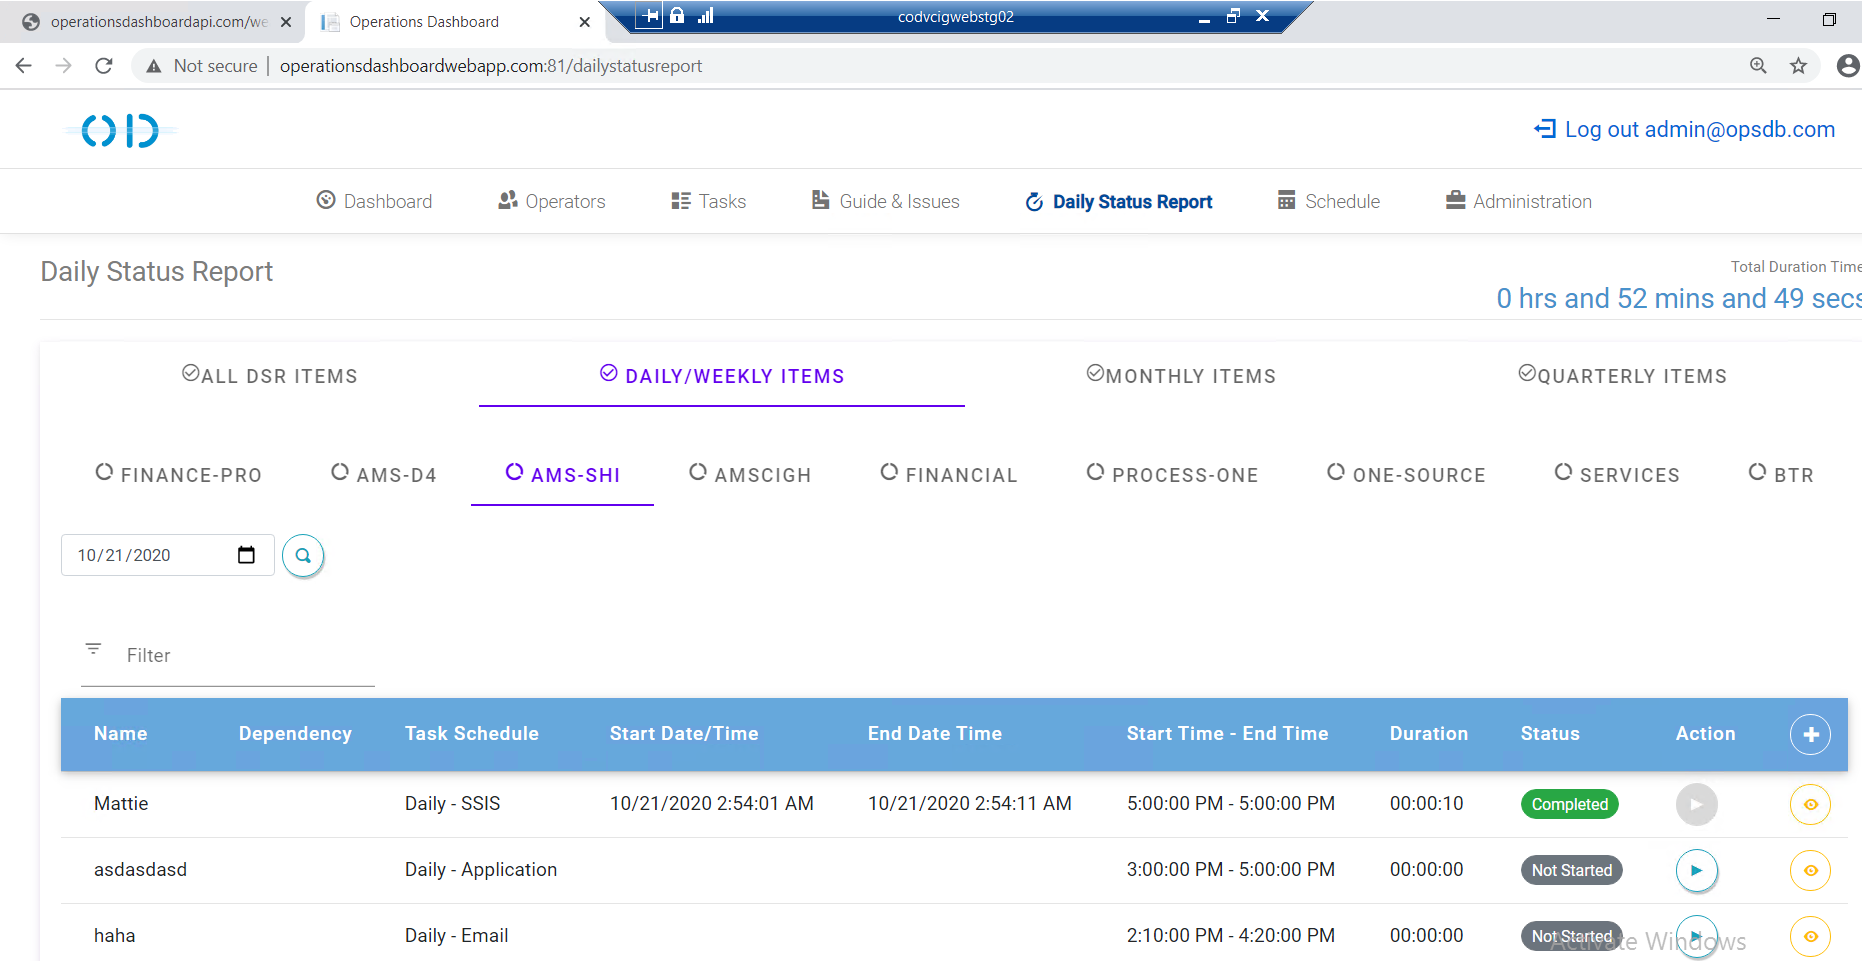 operationsdashboardapi.com/we
Operations Dashboard
codvcigwebstg02
Not secure | operationsdashboardwebapp.com:81/dailystatusreport
OD
Log out admin@opsdb.com
Dashboard Operators Tasks Guide & Issues Daily Status Report Schedule Administration
Daily Status Report
Total Duration Time
0 hrs and 52 mins and 49 secs
ALL DSR ITEMS DAILY/WEEKLY ITEMS MONTHLY ITEMS QUARTERLY ITEMS
FINANCE-PRO AMS-D4 AMS-SHI AMSCIGH FINANCIAL PROCESS-ONE ONE-SOURCE SERVICES BTR
10/21/2020
Filter
Name Dependency Task Schedule Start Date/Time End Date Time Start Time - End Time Duration Status Action
Mattie Daily - SSIS 10/21/2020 2:54:01 AM 10/21/2020 2:54:11 AM 5:00:00 PM - 5:00:00 PM 00:00:10 Completed
asdasdasd Daily - Application 3:00:00 PM - 5:00:00 PM 00:00:00 Not Started
haha Daily - Email 2:10:00 PM - 4:20:00 PM 00:00:00 Not Started
Activate Windows